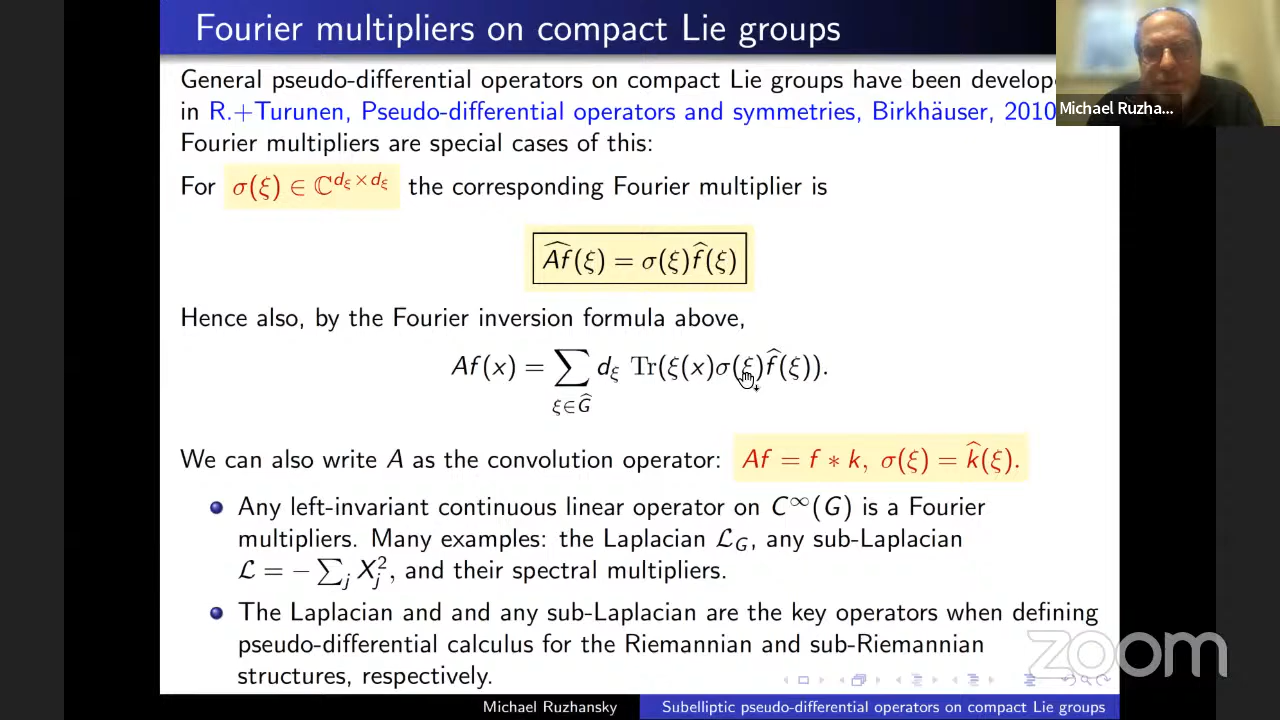 Fourier multipliers on compact Lie groups
General pseudo-differential operators on compact Lie groups have been develope
in R.+Turunen, Pseudo-differential operators and symmetries, Birkhäuser, 2010
Michael Ruzha...
Fourier multipliers are special cases of this:
For σ(ξ) ∈ ℂ^{d_ξ×d_ξ} the corresponding Fourier multiplier is
\widehat{Af}(ξ) = σ(ξ)\widehat{f}(ξ)
Hence also, by the Fourier inversion formula above,
Af(x) = ∑_{ξ∈\widehat{G}} d_ξ Tr(ξ(x)σ(ξ)\widehat{f}(ξ)).
We can also write A as the convolution operator: Af = f ∗ k, σ(ξ) = \widehat{k}(ξ).
Any left-invariant continuous linear operator on C^∞(G) is a Fourier
multipliers. Many examples: the Laplacian ℒ_G, any sub-Laplacian
ℒ = −∑_j X_j^2, and their spectral multipliers.
The Laplacian and and any sub-Laplacian are the key operators when defining
pseudo-differential calculus for the Riemannian and sub-Riemannian
structures, respectively.
zoom
Michael Ruzhansky Subelliptic pseudo-differential operators on compact Lie groups